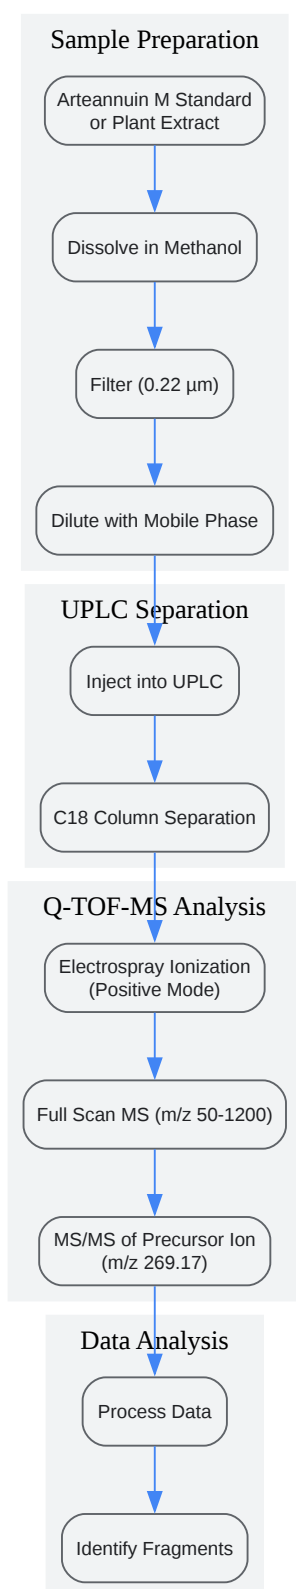 Sample Preparation
Arteannuin M Standard
or Plant Extract
Dissolve in Methanol
Filter (0.22 µm)
Dilute with Mobile Phase
UPLC Separation
Inject into UPLC
C18 Column Separation
Q-TOF-MS Analysis
Electrospray Ionization
(Positive Mode)
Full Scan MS (m/z 50-1200)
MS/MS of Precursor Ion
(m/z 269.17)
Data Analysis
Process Data
Identify Fragments